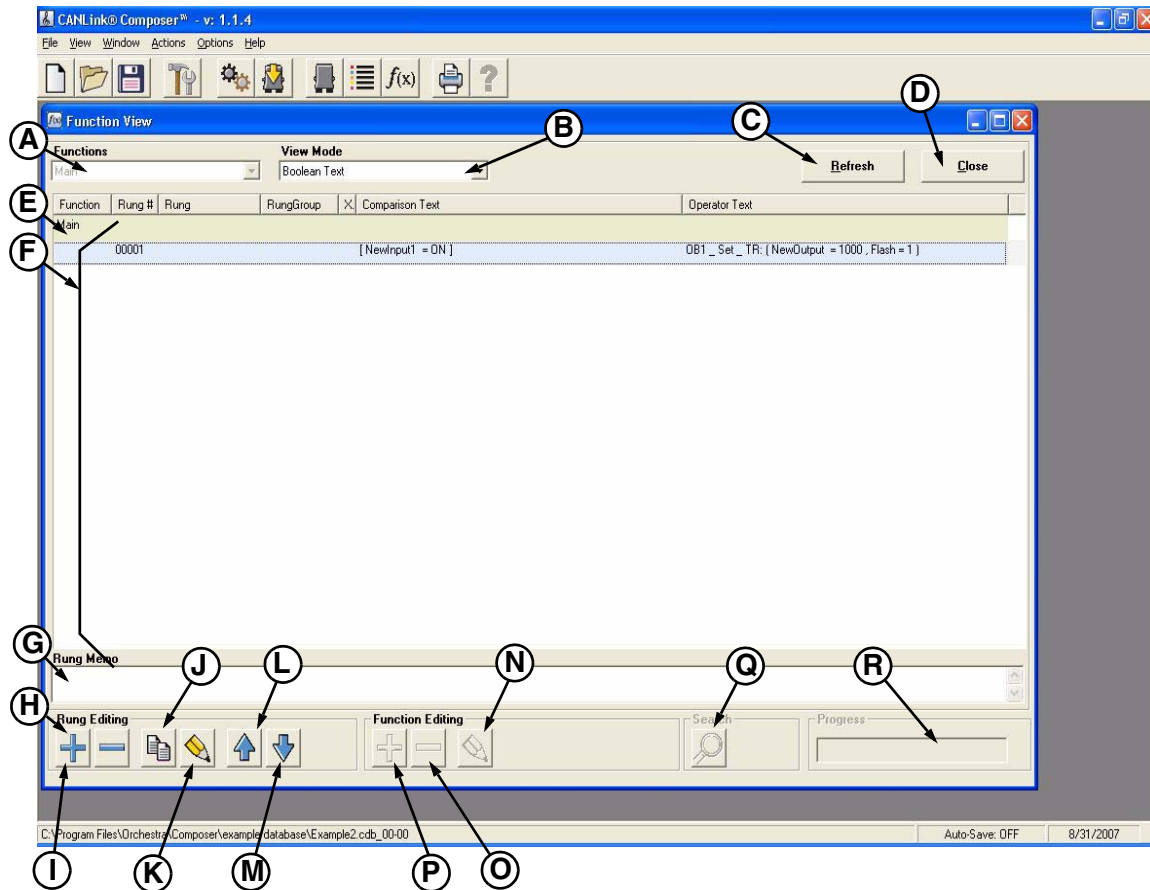 CANLink® Composer™ - v: 1.1.4
File View Window Actions Options Help
f(x)
Function View
A
B
C
D
Functions
View Mode
Main
Boolean Text
Refresh
Close
E
Function Rung # Rung RungGroup X Comparison Text Operator Text
Main
F
00001 [ NewInput1 = ON ] OB1 _ Set _ TR: ( NewOutput = 1000 , Flash = 1 )
G
Rung Memo
J
L
N
Q
R
H
Rung Editing
Function Editing
Search
Progress
C:\Program Files\Orchestra\Composer\example database\Example2.cdb_00-00 Auto-Save: OFF 8/31/2007
I
K
M
P
O